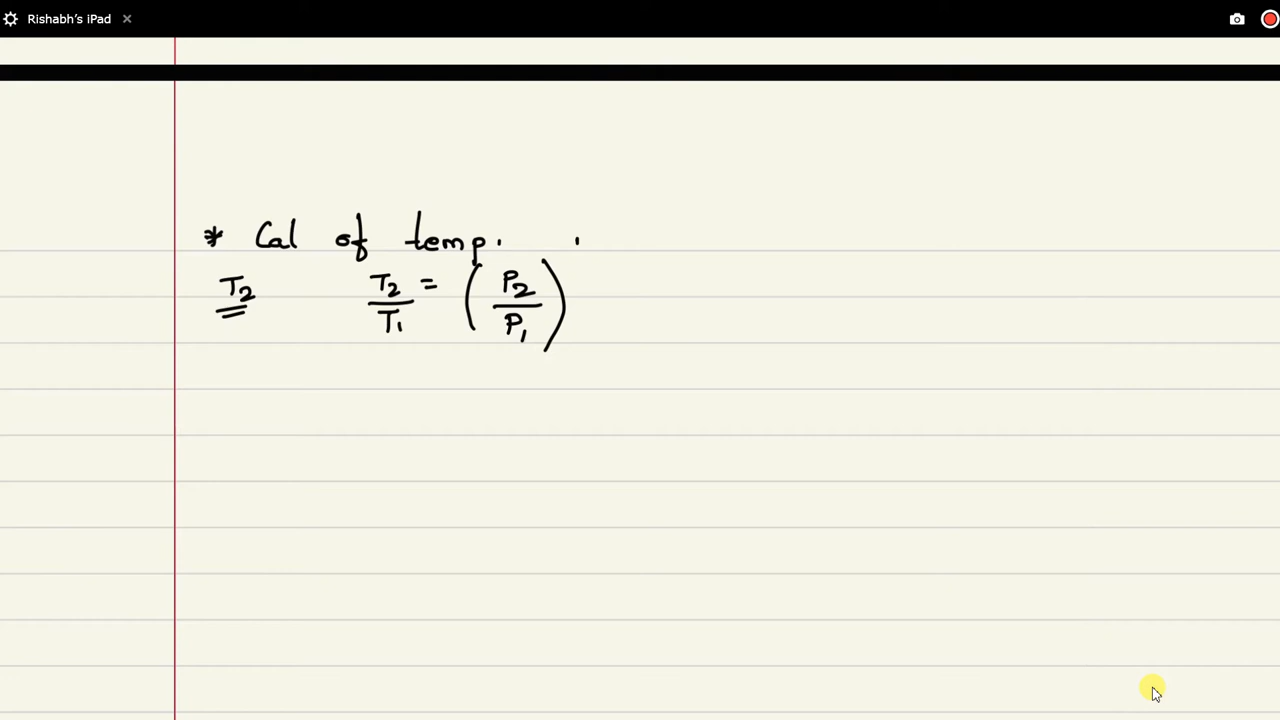 Rishabh's iPad ×
* Cal of temp.
T₂ T₂/T₁ = (P₂/P₁)